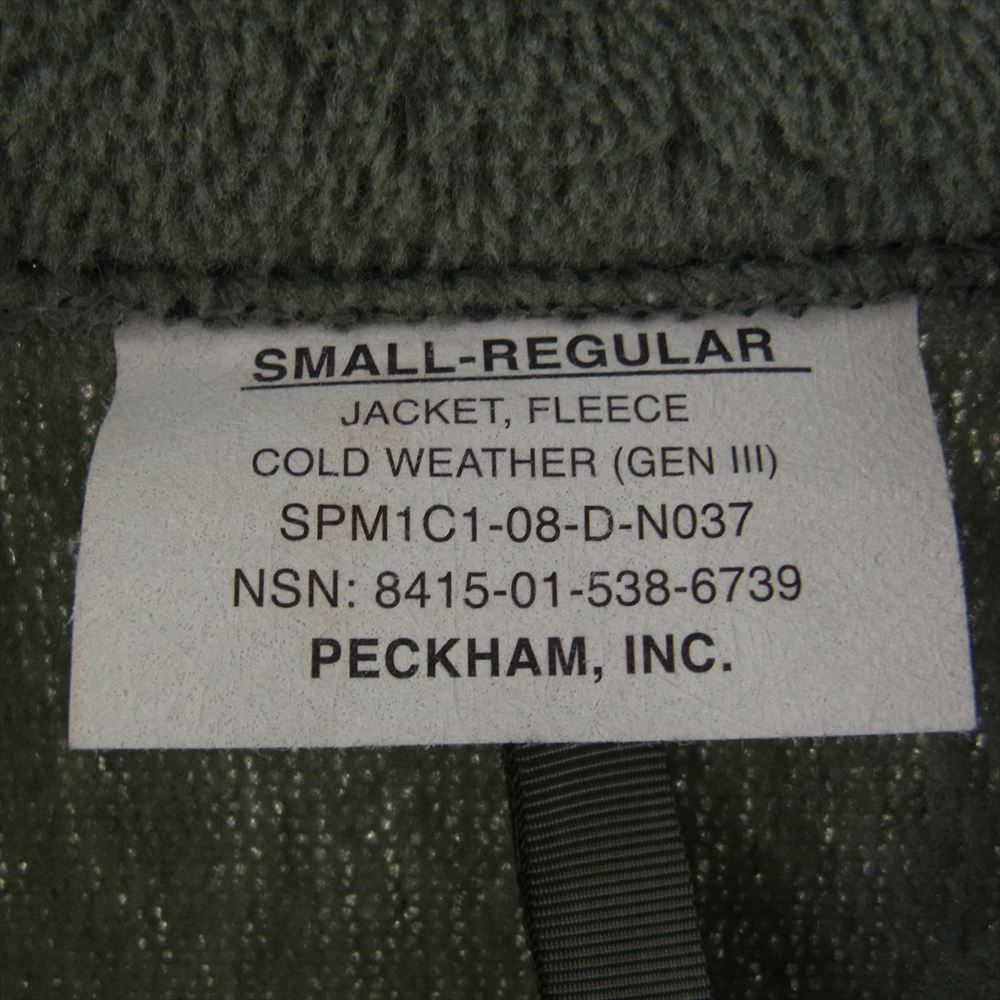 SMALL-REGULAR
JACKET, FLEECE
COLD WEATHER (GEN III)
SPM1C1-08-D-N037
NSN: 8415-01-538-6739
PECKHAM, INC.